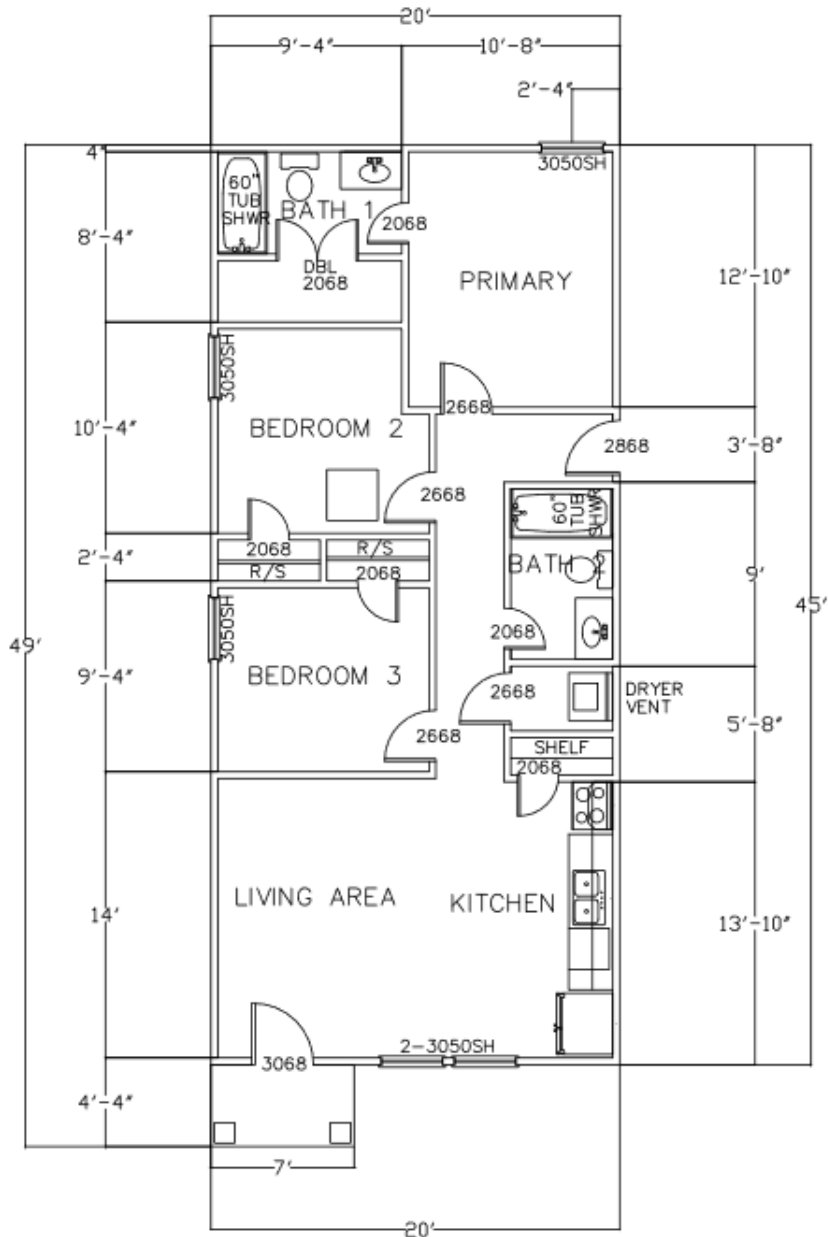 20'
9'-4" 10'-8"
2'-4"
4"
3050SH
60"
TUB
SHWR
BATH 1
2068
8'-4"
DBL
2068
PRIMARY
12'-10"
3050SH
2668
10'-4"
BEDROOM 2
2868
3'-8"
2668
60"
TUB
SHWR
2068
R/S
2'-4"
R/S
2068
BATH 2
9'
45'
3050SH
2068
49'
9'-4"
BEDROOM 3
2668
DRYER
VENT
2668
5'-8"
SHELF
2068
LIVING AREA
KITCHEN
14'
13'-10"
2-3050SH
3068
4'-4"
7'
20'